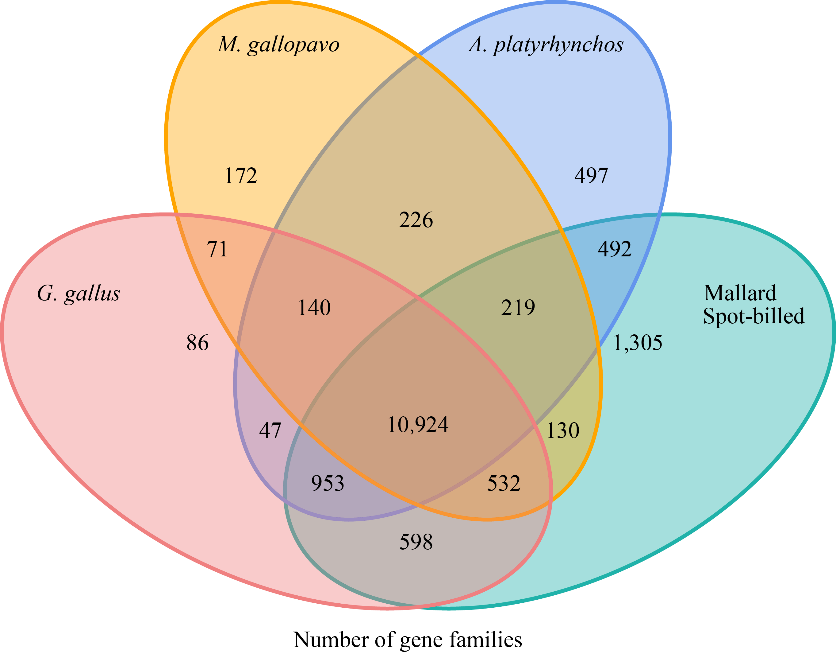 M. gallopavo
A. platyrhynchos
172
497
226
71
492
G. gallus
Mallard
Spot-billed
140
219
86
1,305
47
10,924
130
953
532
598
Number of gene families